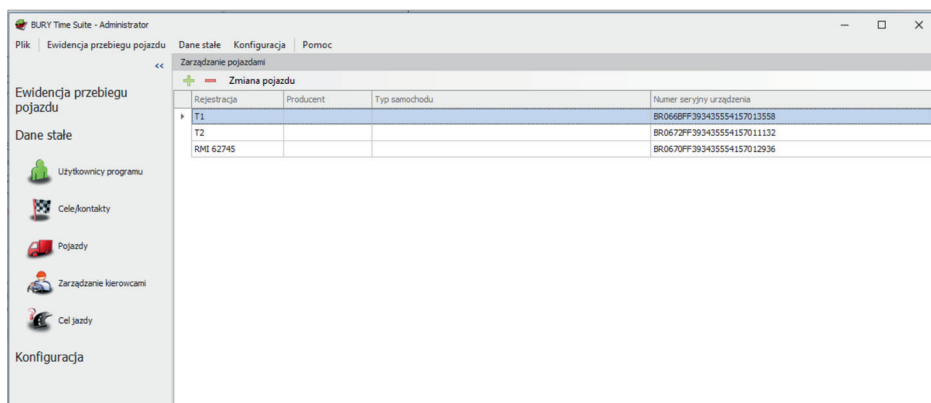 BURY Time Suite - Administrator
Plik Ewidencja przebiegu pojazdu Dane stałe Konfiguracja Pomoc
<< Zarządzanie pojazdami
Zmiana pojazdu
Ewidencja przebiegu
pojazdu
Dane stałe
Użytkownicy programu
Cele/kontakty
Pojazdy
Zarządzanie kierowcami
Cel jazdy
Konfiguracja
Rejestracja Producent Typ samochodu Numer seryjny urządzenia
T1 BR066BFF393435554157013558
T2 BR0672FF393435554157011132
RMI 62745 BR0670FF393435554157012936